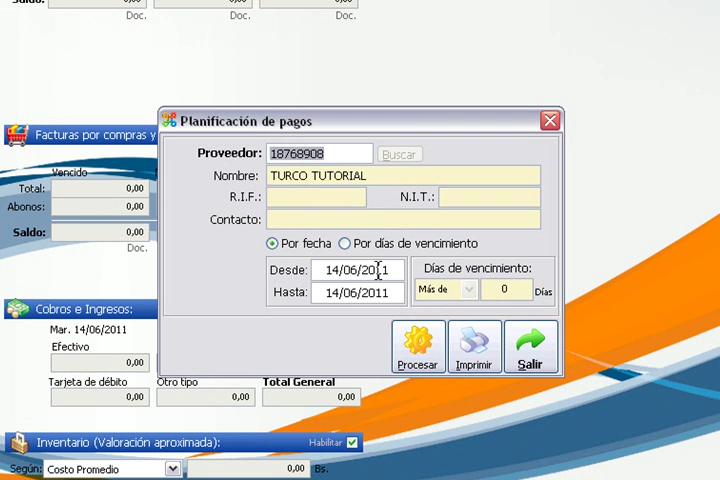 Saldo: 0,00 0,00 0,00
Doc. Doc. Doc.
Planificación de pagos
Facturas por compras y
Proveedor: 18768908 Buscar
Nombre: TURCO TUTORIAL
R.I.F.: N.I.T.:
Contacto:
Por fecha Por días de vencimiento
Desde: 14/06/2011
Hasta: 14/06/2011
Días de vencimiento:
Más de 0 Días
Procesar Imprimir Salir
Vencido
Total: 0,00
Abonos: 0,00
Saldo: 0,00
Doc.
Cobros e Ingresos:
Mar. 14/06/2011
Efectivo
0,00
Tarjeta de débito Otro tipo Total General
0,00 0,00 0,00
Inventario (Valoración aproximada): Habilitar
Según: Costo Promedio 0,00 Bs.